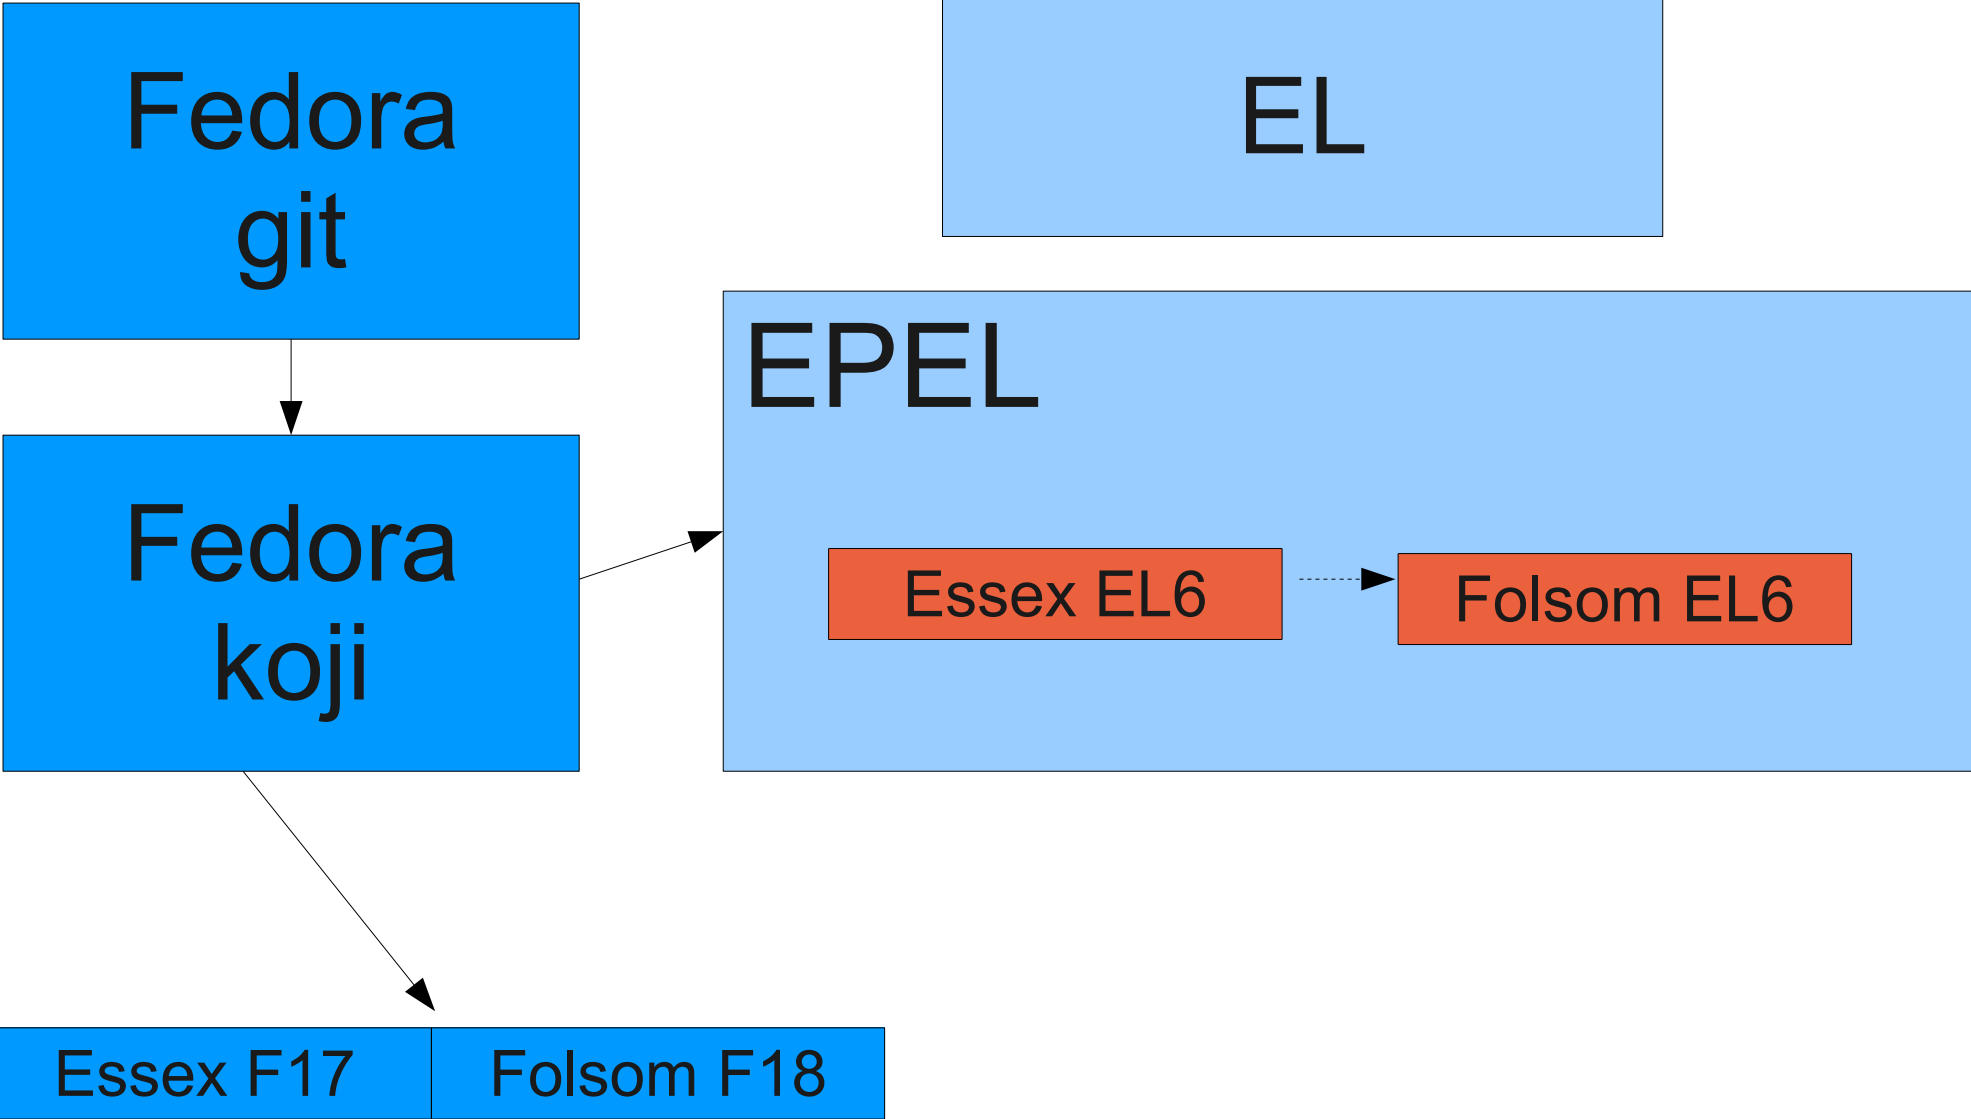 Fedora
git
EL
EPEL
Fedora
koji
Essex EL6
Folsom EL6
Essex F17
Folsom F18